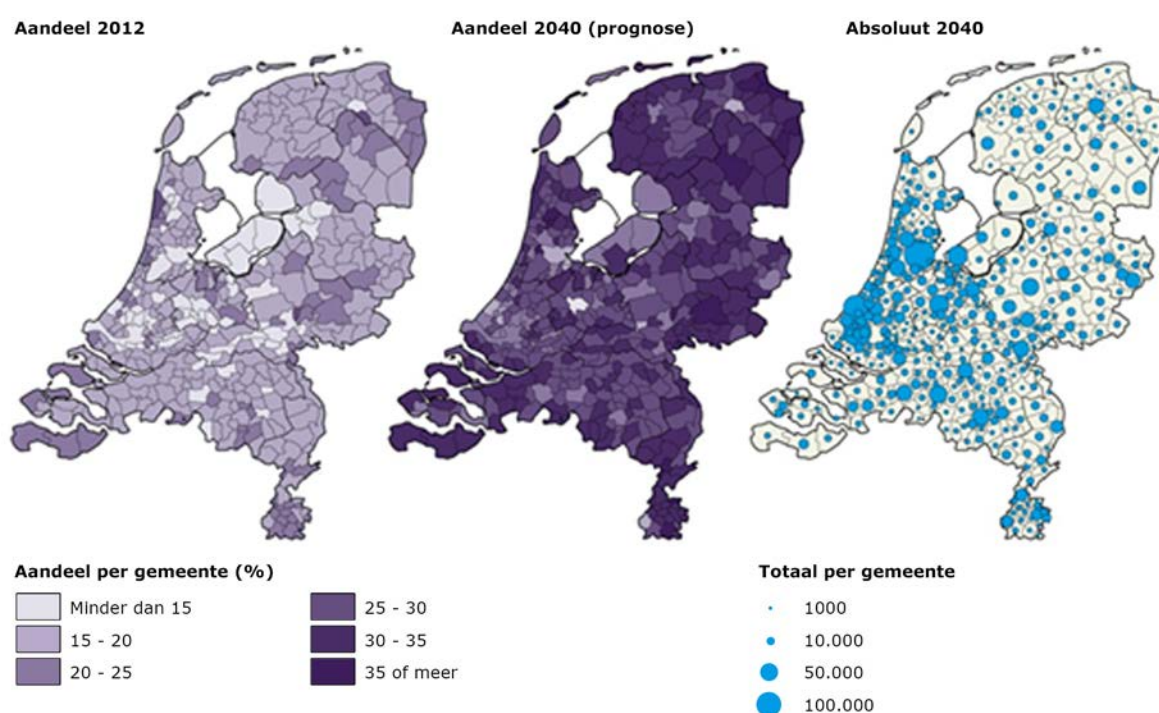 Aandeel 2012
Aandeel 2040 (prognose)
Absoluut 2040
Aandeel per gemeente (%)
Minder dan 15
15 - 20
20 - 25
25 - 30
30 - 35
35 of meer
Totaal per gemeente
1000
10.000
50.000
100.000